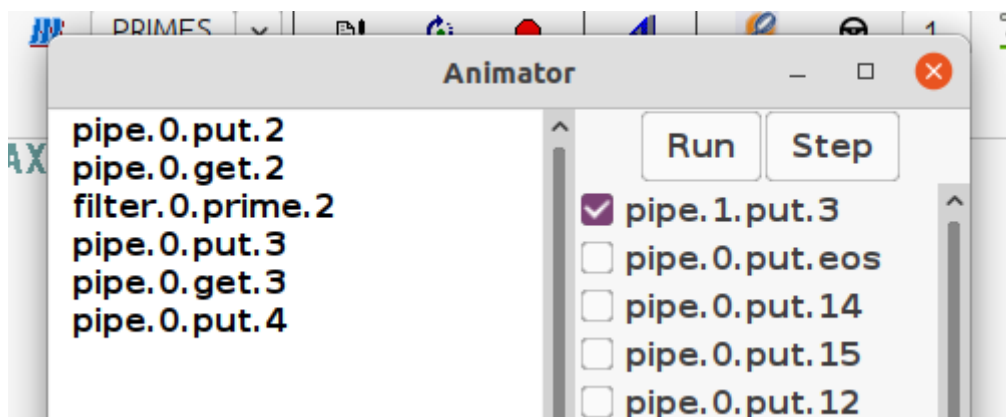 PRIMES 1
Animator
pipe.0.put.2
pipe.0.get.2
filter.0.prime.2
pipe.0.put.3
pipe.0.get.3
pipe.0.put.4
Run Step
pipe.1.put.3
pipe.0.put.eos
pipe.0.put.14
pipe.0.put.15
pipe.0.put.12
AX